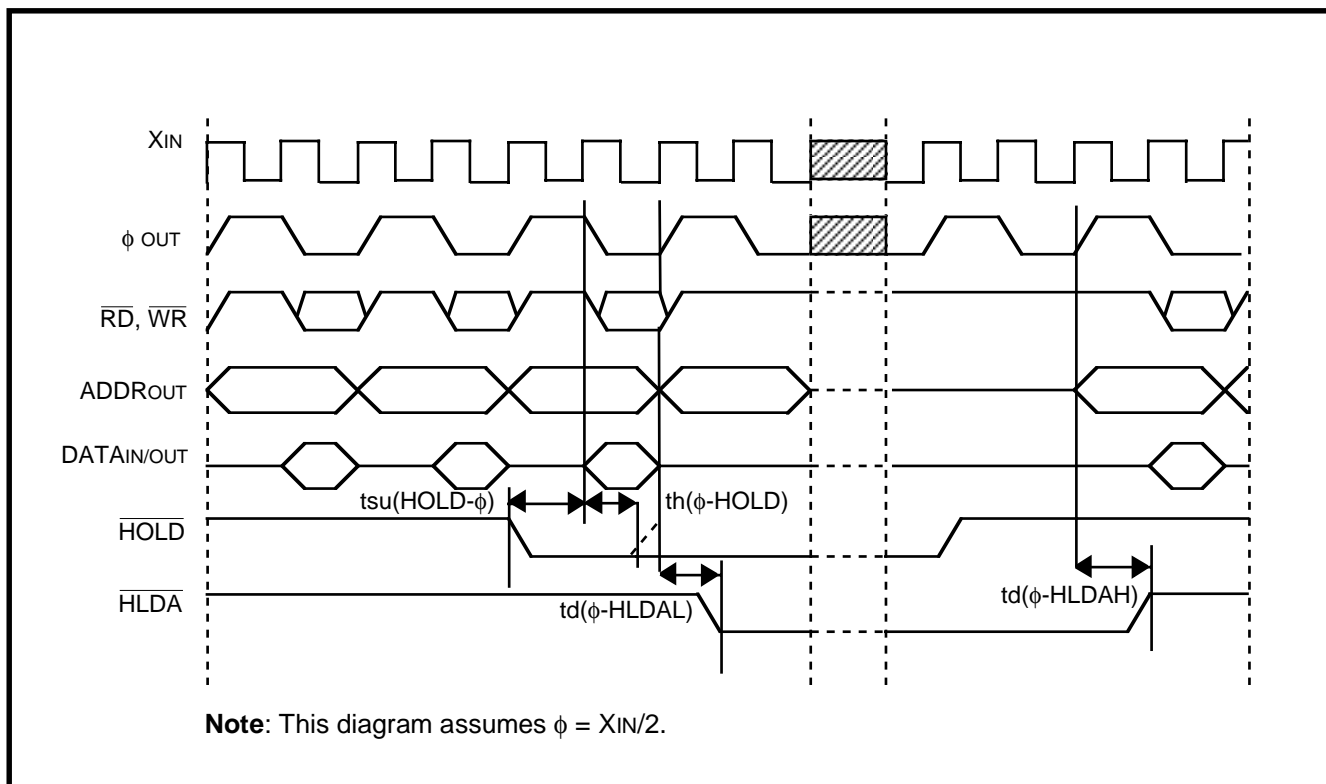 XIN
ϕ OUT
RD, WR
ADDROUT
DATAIN/OUT
tsu(HOLD-ϕ) th(ϕ-HOLD)
HOLD
HLDA
td(ϕ-HLDAL) td(ϕ-HLDAH)
Note: This diagram assumes ϕ = XIN/2.